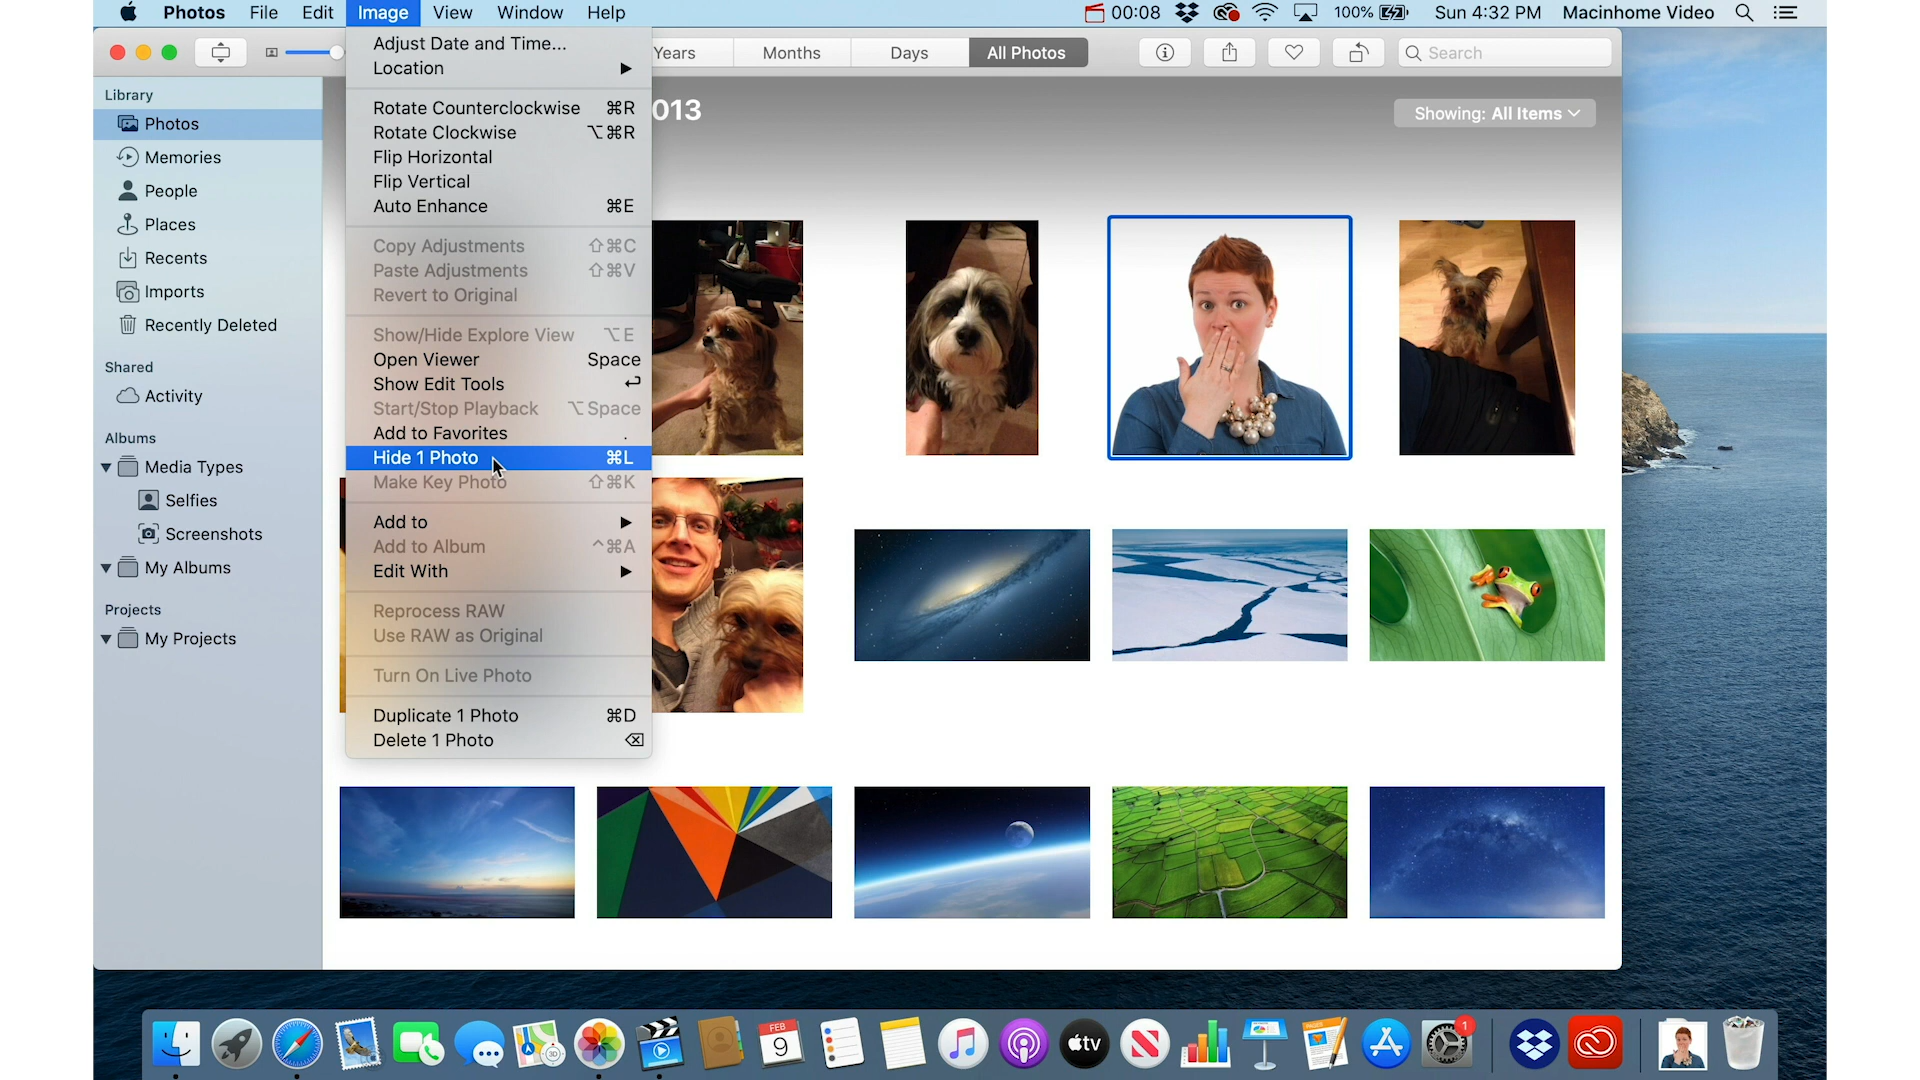 Photos File Edit Image View Window Help 00:08 100% Sun 4:32 PM Macinhome Video
Years Months Days All Photos Search
013
Showing: All Items
Library
Photos
Memories
People
Places
Recents
Imports
Recently Deleted
Shared
Activity
Albums
Media Types
Selfies
Screenshots
My Albums
Projects
My Projects
Adjust Date and Time...
Location ▶
Rotate Counterclockwise ⌘R
Rotate Clockwise ⌥⌘R
Flip Horizontal
Flip Vertical
Auto Enhance ⌘E
Copy Adjustments ⇧⌘C
Paste Adjustments ⇧⌘V
Revert to Original
Show/Hide Explore View ⌥E
Open Viewer Space
Show Edit Tools ↩
Start/Stop Playback ⌥Space
Add to Favorites .
Hide 1 Photo ⌘L
Make Key Photo ⇧⌘K
Add to ▶
Add to Album ^⌘A
Edit With ▶
Reprocess RAW
Use RAW as Original
Turn On Live Photo
Duplicate 1 Photo ⌘D
Delete 1 Photo ⌫
3D
FEB
9
tv
PAGES
1